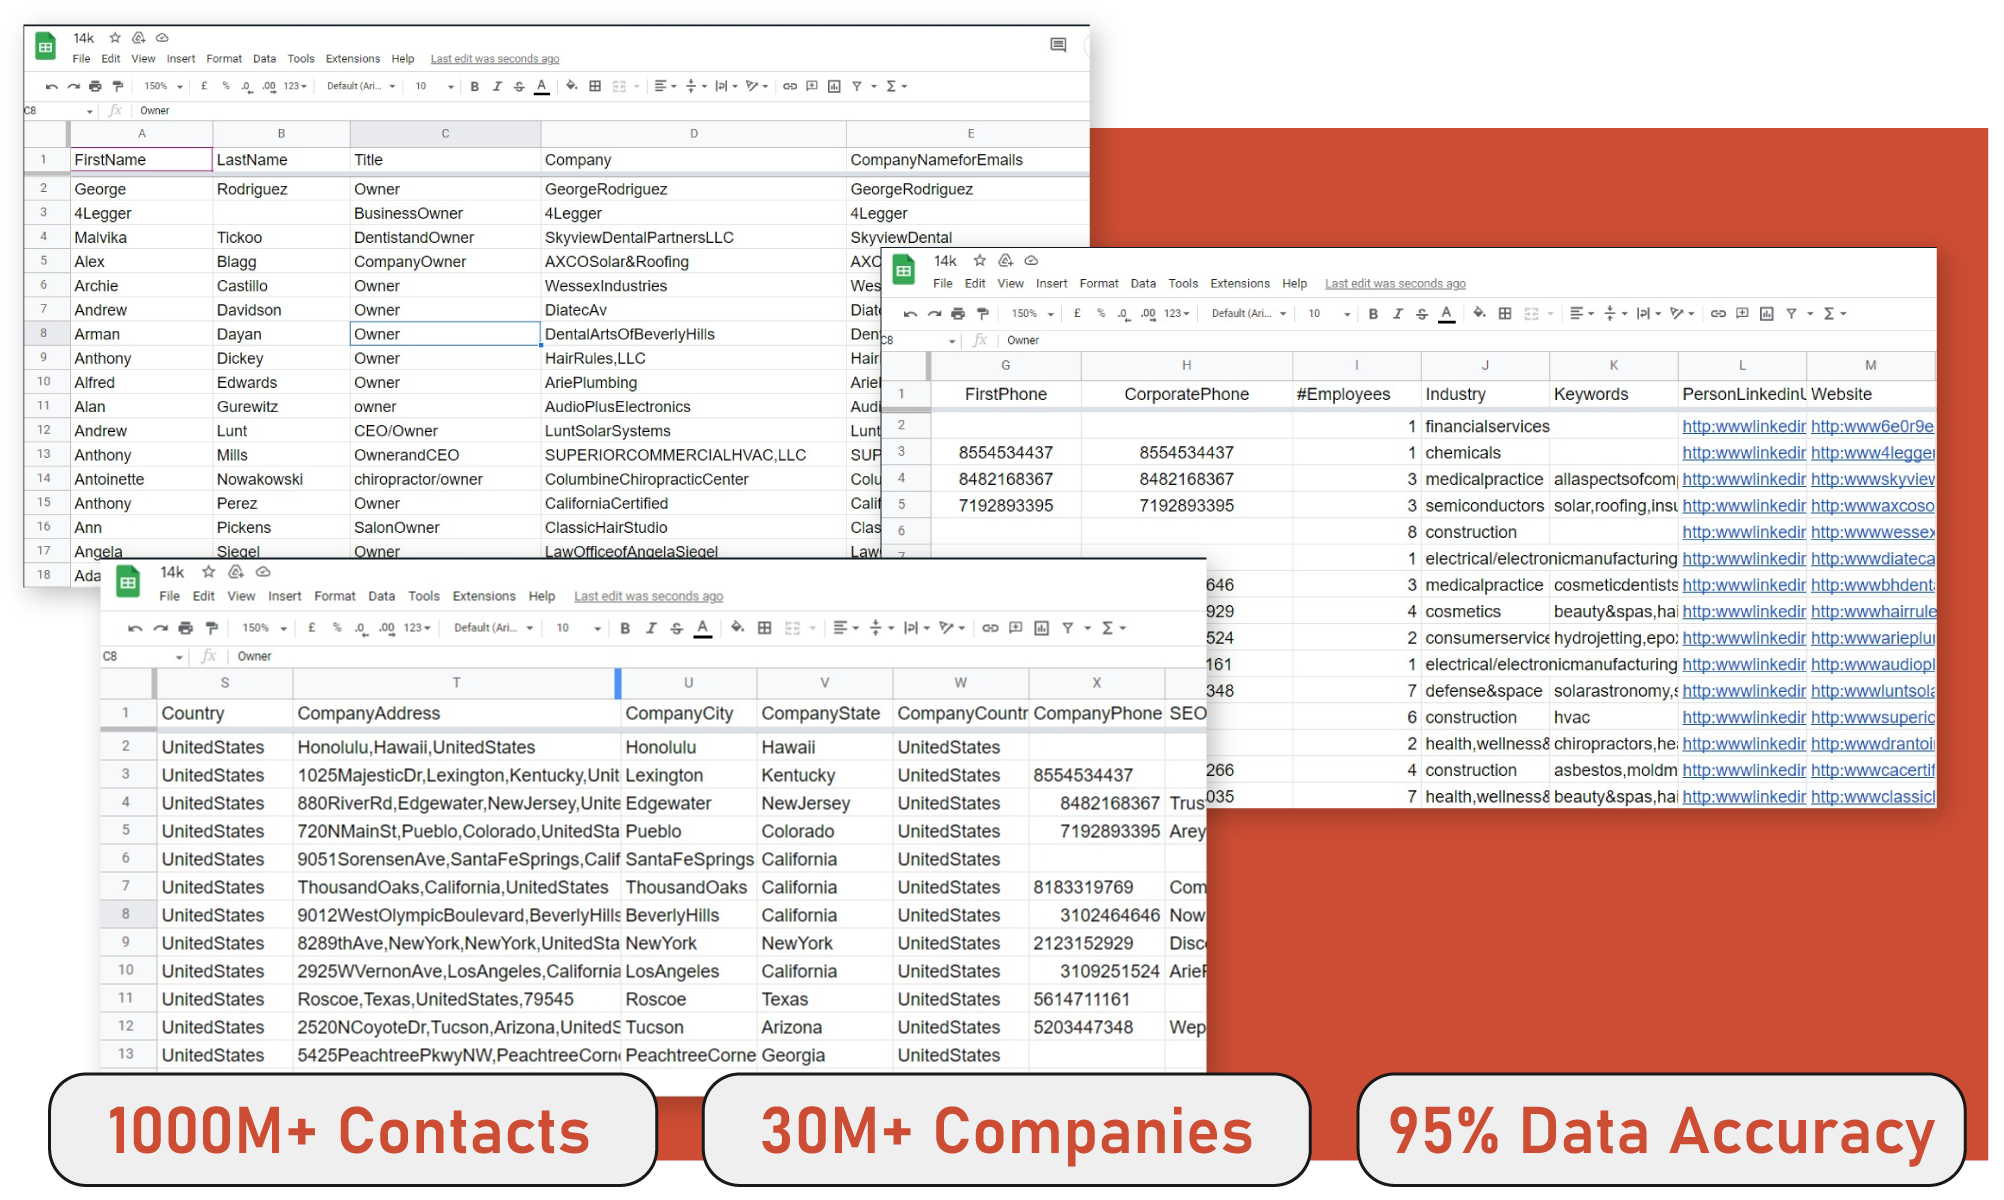 14k
File Edit View Insert Format Data Tools Extensions Help Last edit was seconds ago
150% £ % .0 .00 123 Default (Ari... 10 B I S A
C8 fx Owner
A B C D E
1 FirstName LastName Title Company CompanyNameforEmails
2 George Rodriguez Owner GeorgeRodriguez GeorgeRodriguez
3 4Legger BusinessOwner 4Legger 4Legger
4 Malvika Tickoo DentistandOwner SkyviewDentalPartnersLLC SkyviewDental
5 Alex Blagg CompanyOwner AXCOSolar&Roofing AXC
6 Archie Castillo Owner WessexIndustries Wes
7 Andrew Davidson Owner DiatecAv Diat
8 Arman Dayan Owner DentalArtsOfBeverlyHills Den
9 Anthony Dickey Owner HairRules,LLC Hair
10 Alfred Edwards Owner AriePlumbing Arie
11 Alan Gurewitz owner AudioPlusElectronics Audi
12 Andrew Lunt CEO/Owner LuntSolarSystems Lunt
13 Anthony Mills OwnerandCEO SUPERIORCOMMERCIALHVAC,LLC SUP
14 Antoinette Nowakowski chiropractor/owner ColumbineChiropracticCenter Colu
15 Anthony Perez Owner CaliforniaCertified Calif
16 Ann Pickens SalonOwner ClassicHairStudio Clas
17 Angela Siegel Owner LawOfficeofAngelaSiegel Law
18 Ada
14k
File Edit View Insert Format Data Tools Extensions Help Last edit was seconds ago
150% £ % .0 .00 123 Default (Ari... 10 B I S A
C8 fx Owner
G H I J K L M
1 FirstPhone CorporatePhone #Employees Industry Keywords PersonLinkedinU Website
2 1 financialservices http:wwwlinkedir http:www6e0r9e
3 8554534437 8554534437 1 chemicals http:wwwlinkedir http:www4legge
4 8482168367 8482168367 3 medicalpractice allaspectsofcom http:wwwlinkedir http:wwwskyview
5 7192893395 7192893395 3 semiconductors solar,roofing,insu http:wwwlinkedir http:wwwaxcoso
6 8 construction http:wwwlinkedir http:wwwwessex
7 1 electrical/electronicmanufacturing http:wwwlinkedir http:wwwdiateca
646 3 medicalpractice cosmeticdentists http:wwwlinkedir http:wwwbhdent
929 4 cosmetics beauty&spas,hai http:wwwlinkedir http:wwwhairrule
524 2 consumerservice hydrojetting,epox http:wwwlinkedir http:wwwarieplu
161 1 electrical/electronicmanufacturing http:wwwlinkedir http:wwwaudiopl
348 7 defense&space solarastronomy,s http:wwwlinkedir http:wwwluntsola
6 construction hvac http:wwwlinkedir http:wwwsuperio
2 health,wellness& chiropractors,hea http:wwwlinkedir http:wwwdrantoi
266 4 construction asbestos,moldm http:wwwlinkedir http:wwwcacertif
035 7 health,wellness& beauty&spas,hai http:wwwlinkedir http:wwwclassicl
14k
File Edit View Insert Format Data Tools Extensions Help Last edit was seconds ago
150% £ % .0 .00 123 Default (Ari... 10 B I S A
C8 fx Owner
S T U V W X
1 Country CompanyAddress CompanyCity CompanyState CompanyCountr CompanyPhone SEO
2 UnitedStates Honolulu,Hawaii,UnitedStates Honolulu Hawaii UnitedStates
3 UnitedStates 1025MajesticDr,Lexington,Kentucky,Unit Lexington Kentucky UnitedStates 8554534437
4 UnitedStates 880RiverRd,Edgewater,NewJersey,Unite Edgewater NewJersey UnitedStates 8482168367 Trus
5 UnitedStates 720NMainSt,Pueblo,Colorado,UnitedSta Pueblo Colorado UnitedStates 7192893395 Arey
6 UnitedStates 9051SorensenAve,SantaFeSprings,Calif SantaFeSprings California UnitedStates
7 UnitedStates ThousandOaks,California,UnitedStates ThousandOaks California UnitedStates 8183319769 Com
8 UnitedStates 9012WestOlympicBoulevard,BeverlyHills BeverlyHills California UnitedStates 3102464646 Now
9 UnitedStates 8289thAve,NewYork,NewYork,UnitedSta NewYork NewYork UnitedStates 2123152929 Disc
10 UnitedStates 2925WVernonAve,LosAngeles,California LosAngeles California UnitedStates 3109251524 Arie
11 UnitedStates Roscoe,Texas,UnitedStates,79545 Roscoe Texas UnitedStates 5614711161
12 UnitedStates 2520NCoyoteDr,Tucson,Arizona,UnitedS Tucson Arizona UnitedStates 5203447348 Wep
13 UnitedStates 5425PeachtreePkwyNW,PeachtreeCorn PeachtreeCorne Georgia UnitedStates
1000M+ Contacts
30M+ Companies
95% Data Accuracy